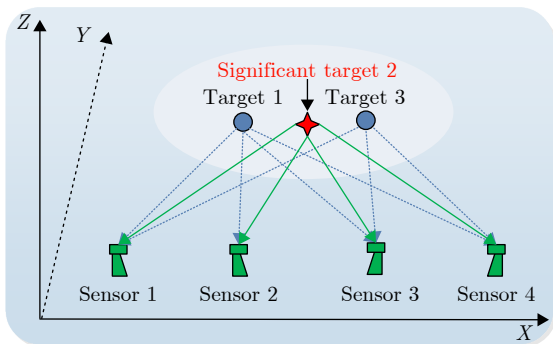 Z
Y
Significant target 2
Target 1
Target 3
Sensor 1
Sensor 2
Sensor 3
Sensor 4
X